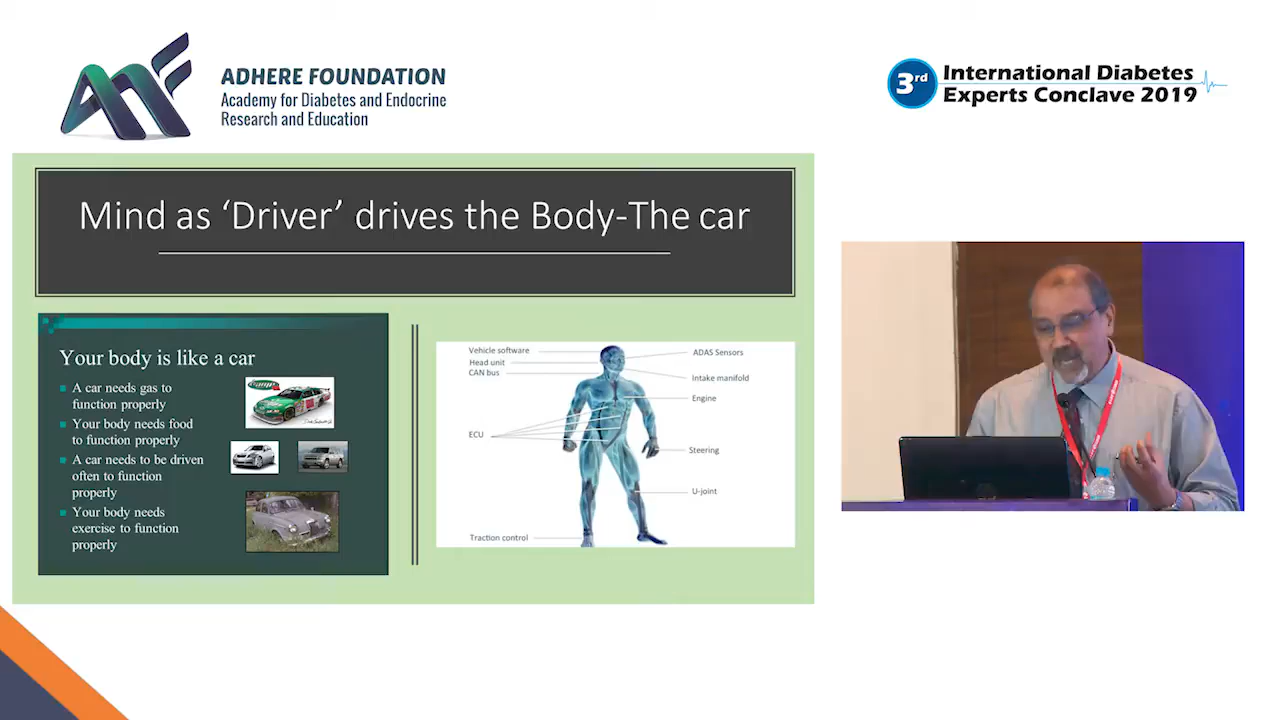 ADHERE FOUNDATION
Academy for Diabetes and Endocrine
Research and Education
3rd
International Diabetes
Experts Conclave 2019
Mind as ‘Driver’ drives the Body-The car
Your body is like a car
A car needs gas to
function properly
Your body needs food
to function properly
A car needs to be driven
often to function
properly
Your body needs
exercise to function
properly
Vehicle software
Head unit
CAN bus
ECU
Traction control
ADAS Sensors
Intake manifold
Engine
Steering
U-joint